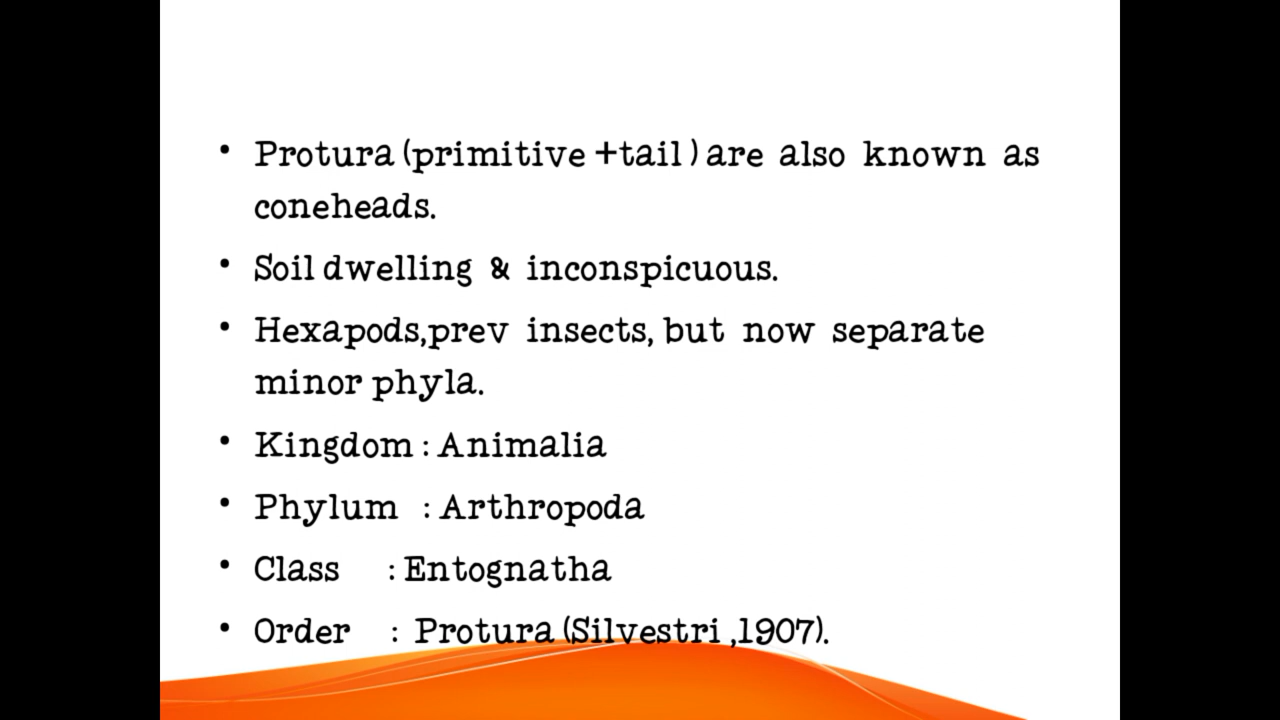 • Protura (primitive +tail ) are also known as
coneheads.
• Soil dwelling & inconspicuous.
• Hexapods,prev insects, but now separate
minor phyla.
• Kingdom : Animalia
• Phylum : Arthropoda
• Class : Entognatha
• Order : Protura (Silvestri ,1907).